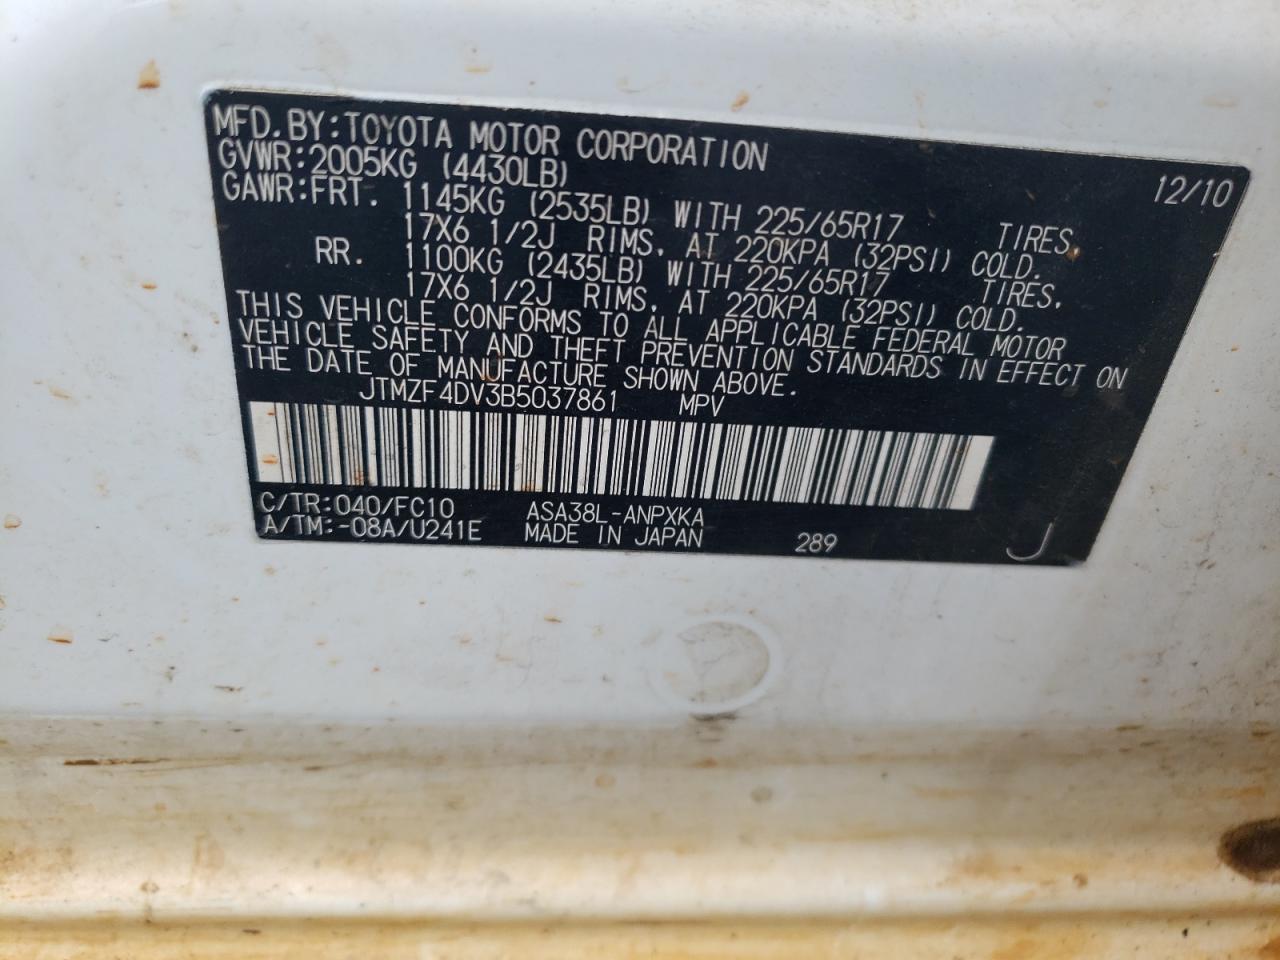 MFD.BY:TOYOTA MOTOR CORPORATION 12/10
GVWR:2005KG (4430LB)
GAWR:FRT. 1145KG (2535LB) WITH 225/65R17 TIRES,
17X6 1/2J RIMS, AT 220KPA (32PSI) COLD.
RR. 1100KG (2435LB) WITH 225/65R17 TIRES,
17X6 1/2J RIMS, AT 220KPA (32PSI) COLD.
THIS VEHICLE CONFORMS TO ALL APPLICABLE FEDERAL MOTOR
VEHICLE SAFETY AND THEFT PREVENTION STANDARDS IN EFFECT ON
THE DATE OF MANUFACTURE SHOWN ABOVE.
JTMZF4DV3B5037861 MPV
C/TR:040/FC10 ASA38L-ANPXKA
A/TM:-08A/U241E MADE IN JAPAN 289 J